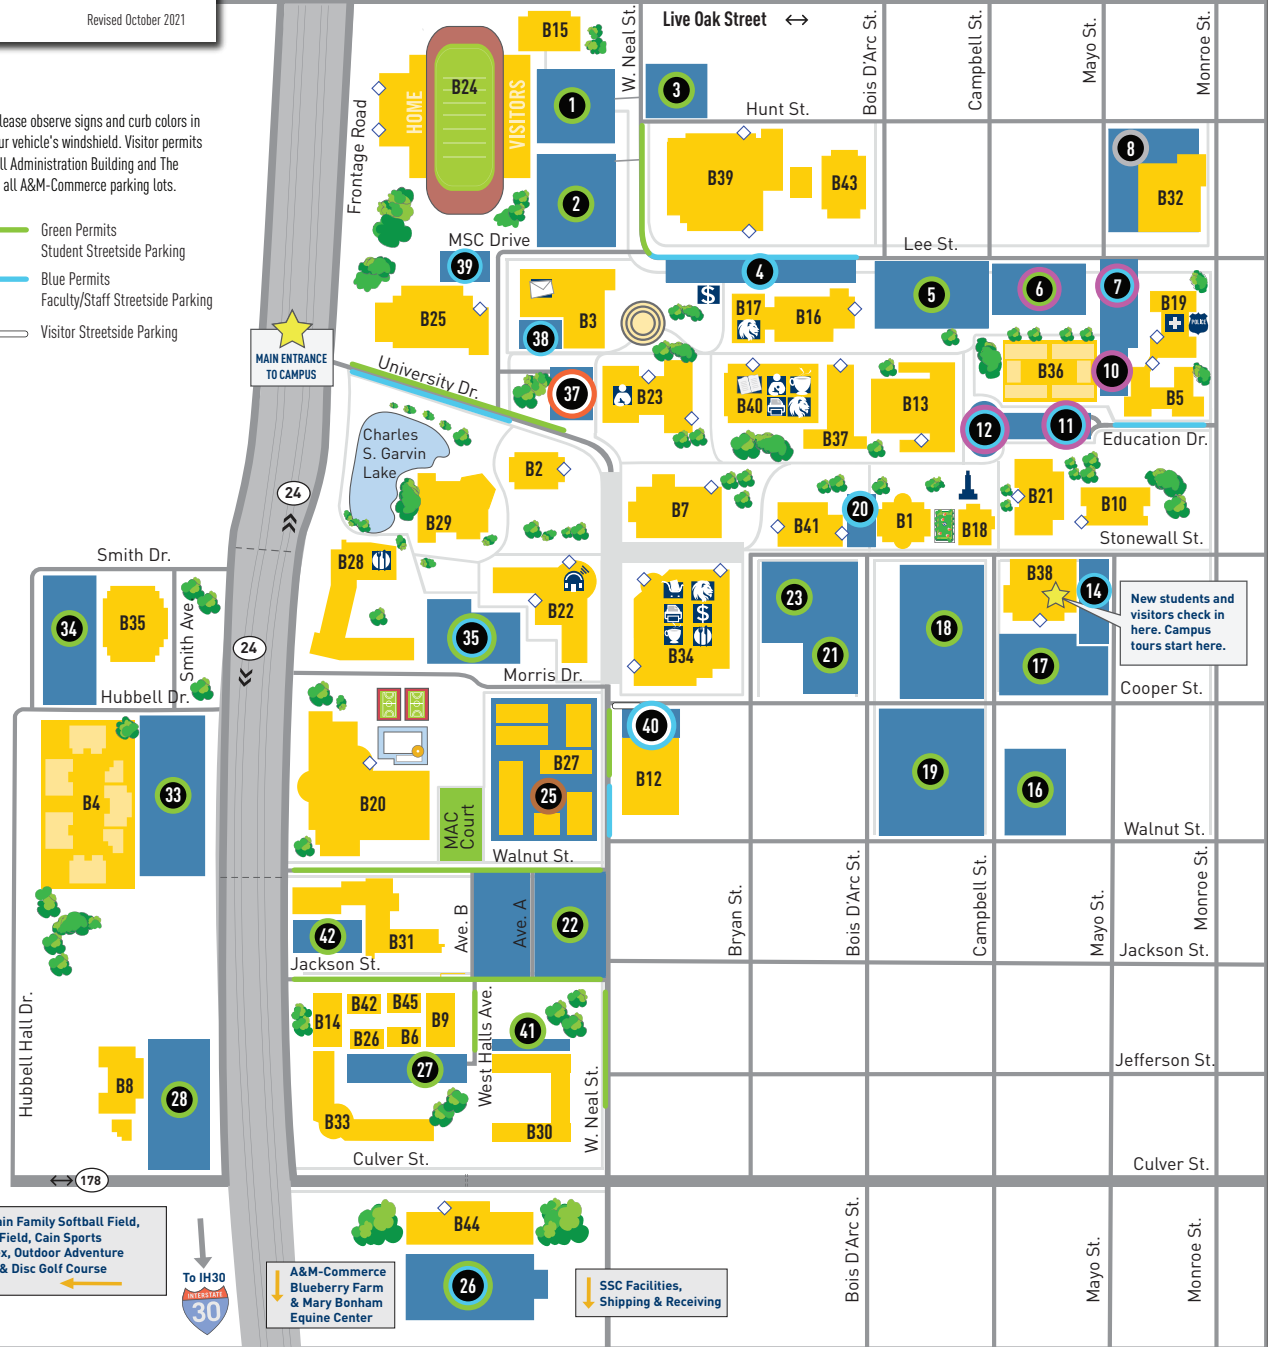 Revised October 2021
lease observe signs and curb colors in
ur vehicle's windshield. Visitor permits
ll Administration Building and The
all A&M-Commerce parking lots.
Green Permits
Student Streetside Parking
Blue Permits
Faculty/Staff Streetside Parking
Visitor Streetside Parking
MAIN ENTRANCE
TO CAMPUS
Live Oak Street
W. Neal St.
Bois D'Arc St.
Campbell St.
Mayo St.
Monroe St.
Frontage Road
HOME
B24
VISITORS
B15
1
2
3
Hunt St.
B39
B43
8
B32
MSC Drive
Lee St.
39
B25
B3
38
4
$
B17
B16
5
6
7
B19
POLICE
University Dr.
37
B23
B40
B37
B13
B36
10
B5
12
11
Education Dr.
Charles
S. Garvin
Lake
B29
B2
B7
B41
20
B1
B18
B21
B10
Stonewall St.
24
Smith Dr.
34
B35
Smith Ave.
Hubbell Dr.
24
B28
35
B22
Morris Dr.
$
B34
23
21
18
B38
14
17
New students and
visitors check in
here. Campus
tours start here.
Cooper St.
B4
33
B20
MAC
Court
B27
25
40
B12
19
16
Walnut St.
Walnut St.
42
B31
Jackson St.
Ave. B
Ave. A
22
Bryan St.
Bois D'Arc St.
Campbell St.
Mayo St.
Monroe St.
Jackson St.
Hubbell Hall Dr.
B8
28
B14
B42
B45
B9
B26
B6
27
B33
West Halls Ave.
41
B30
W. Neal St.
Jefferson St.
Culver St.
Culver St.
178
in Family Softball Field,
Field, Cain Sports
x, Outdoor Adventure
& Disc Golf Course
To IH30
INTERSTATE
30
A&M-Commerce
Blueberry Farm
& Mary Bonham
Equine Center
B44
26
SSC Facilities,
Shipping & Receiving
Bois D'Arc St.
Mayo St.
Monroe St.